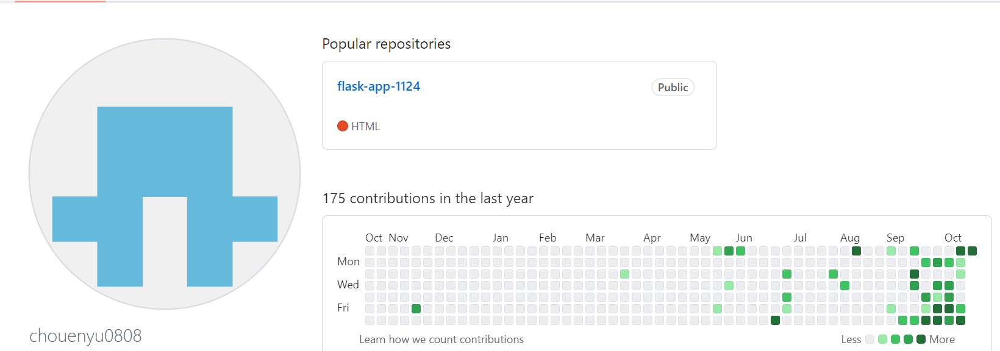 Popular repositories
flask-app-1124 Public
HTML
175 contributions in the last year
Oct Nov Dec Jan Feb Mar Apr May Jun Jul Aug Sep Oct
Mon
Wed
Fri
Learn how we count contributions Less More
chouenyu0808